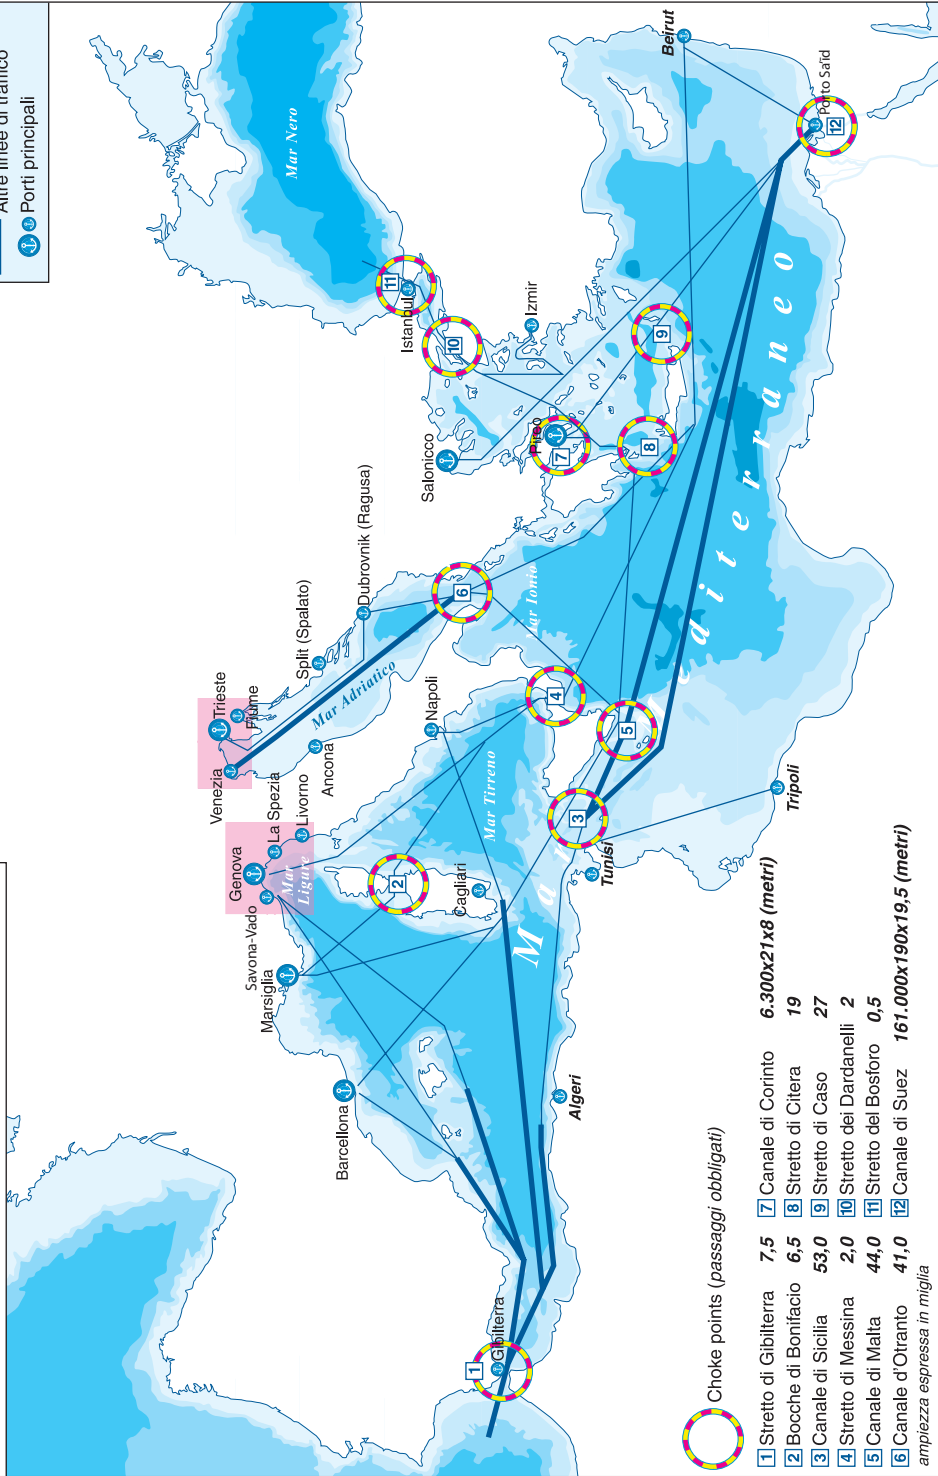 Altre linee di traffico
Porti principali
Mar Nero
Beirut
Porto Sa'id
12
11
Istanbul
10
Izmir
9
Salonicco
Pireo
7
8
Dubrovnik (Ragusa)
Split (Spalato)
6
Mar Ionio
Mar Adriatico
Trieste
Fiume
Venezia
Ancona
Napoli
4
5
La Spezia
Livorno
Genova
Mar
Ligure
Savona-Vado
Marsiglia
Mar Tirreno
2
Cagliari
3
Tunisi
Tripoli
Barcellona
Algeri
1
Gibilterra
Mar
Mediterraneo
Choke points (passaggi obbligati)
1 Stretto di Gibilterra 7,5
2 Bocche di Bonifacio 6,5
3 Canale di Sicilia 53,0
4 Stretto di Messina 2,0
5 Canale di Malta 44,0
6 Canale d'Otranto 41,0
7 Canale di Corinto 6.300x21x8 (metri)
8 Stretto di Citera 19
9 Stretto di Caso 27
10 Stretto dei Dardanelli 2
11 Stretto del Bosforo 0,5
12 Canale di Suez 161.000x190x19,5 (metri)
ampiezza espressa in miglia